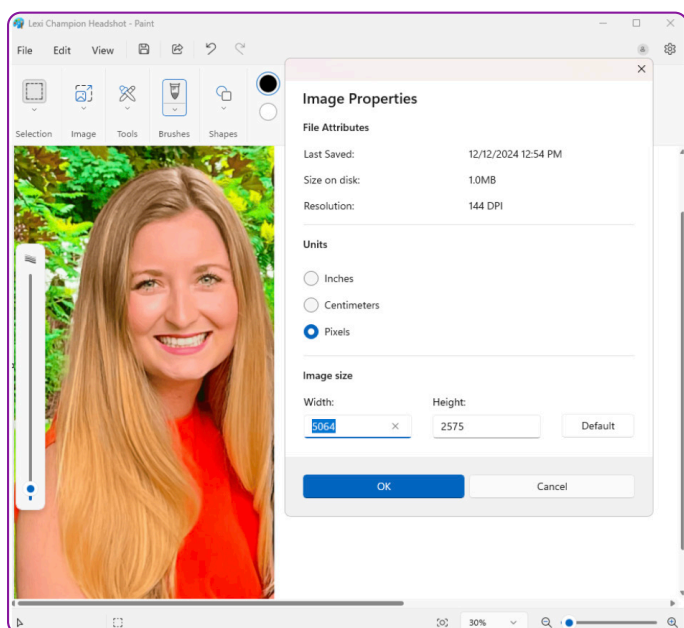 Lexi Champion Headshot - Paint
File Edit View
Selection Image Tools Brushes Shapes
Image Properties
File Attributes
Last Saved: 12/12/2024 12:54 PM
Size on disk: 1.0MB
Resolution: 144 DPI
Units
Inches
Centimeters
Pixels
Image size
Width: Height:
5064 2575 Default
OK Cancel
30%